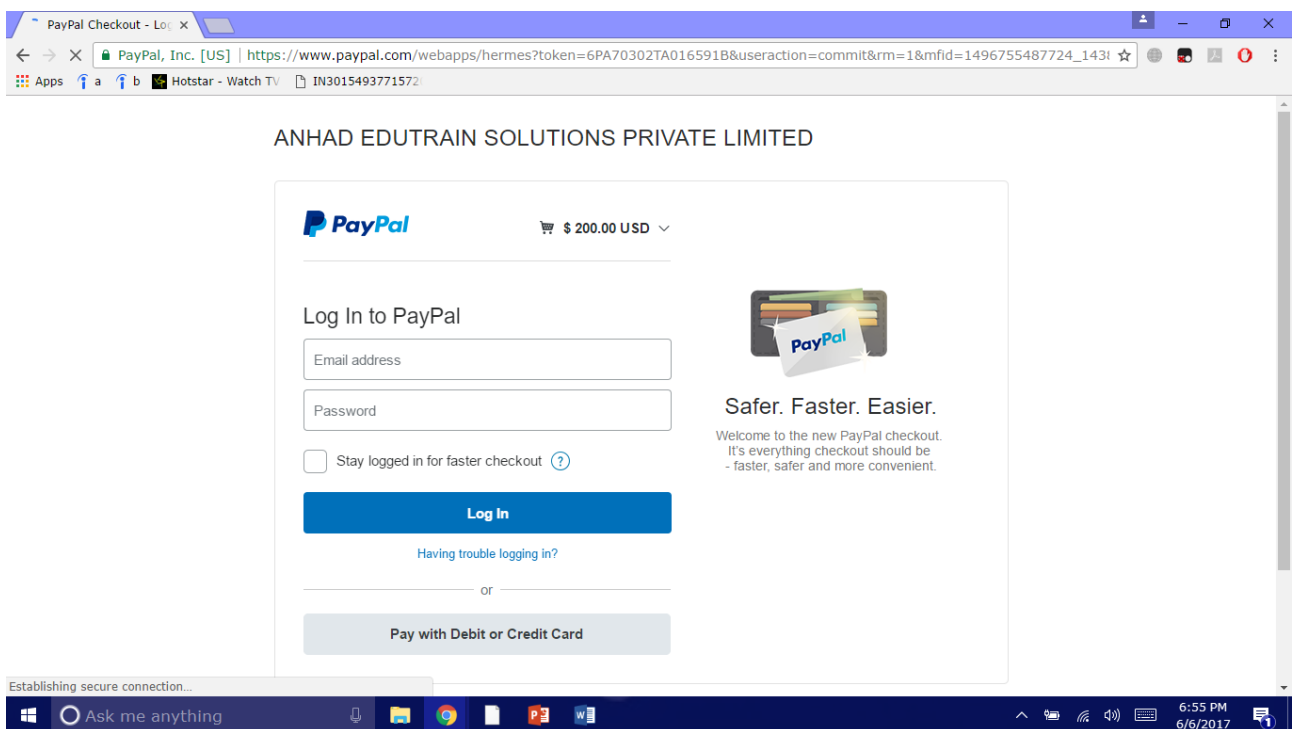 PayPal Checkout - Log
PayPal, Inc. [US] | https://www.paypal.com/webapps/hermes?token=6PA70302TA016591B&useraction=commit&rm=1&mfid=1496755487724_1438
Apps a b Hotstar - Watch TV IN3015493771572
ANHAD EDUTRAIN SOLUTIONS PRIVATE LIMITED
PayPal $ 200.00 USD
Log In to PayPal
Email address
PayPal
Password
Safer. Faster. Easier.
Welcome to the new PayPal checkout.
It's everything checkout should be
- faster, safer and more convenient.
Stay logged in for faster checkout ?
Log In
Having trouble logging in?
or
Pay with Debit or Credit Card
Establishing secure connection...
Ask me anything
6:55 PM
6/6/2017
1